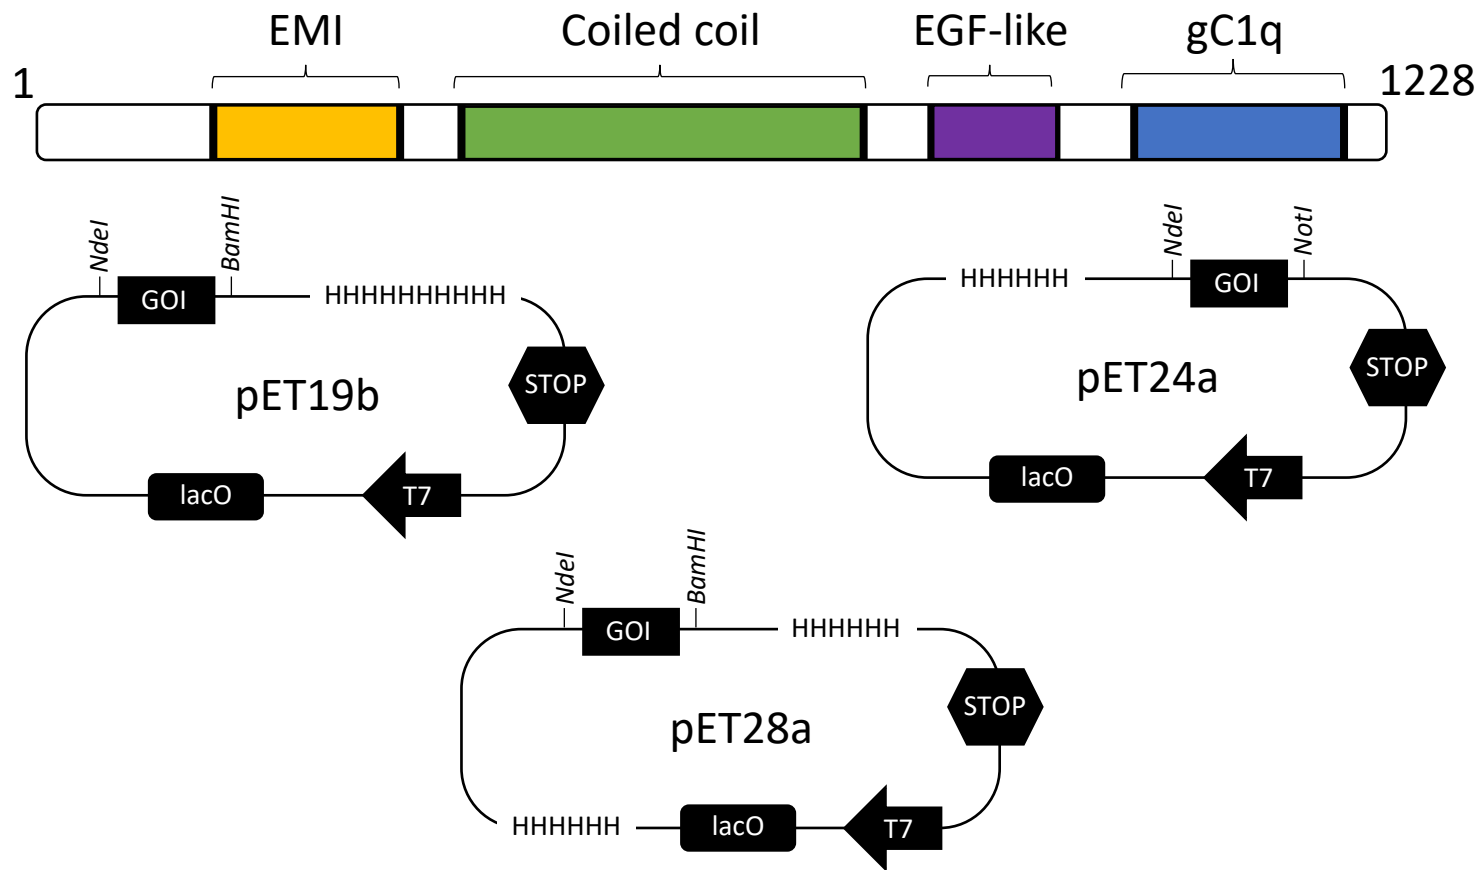 EMI
Coiled coil
EGF-like
gC1q
1
1228
NdeI
BamHI
GOI
HHHHHHHHHH
STOP
pET19b
lacO
T7
HHHHHH
NdeI
NotI
GOI
STOP
pET24a
lacO
T7
NdeI
BamHI
GOI
HHHHHH
STOP
pET28a
HHHHHH
lacO
T7